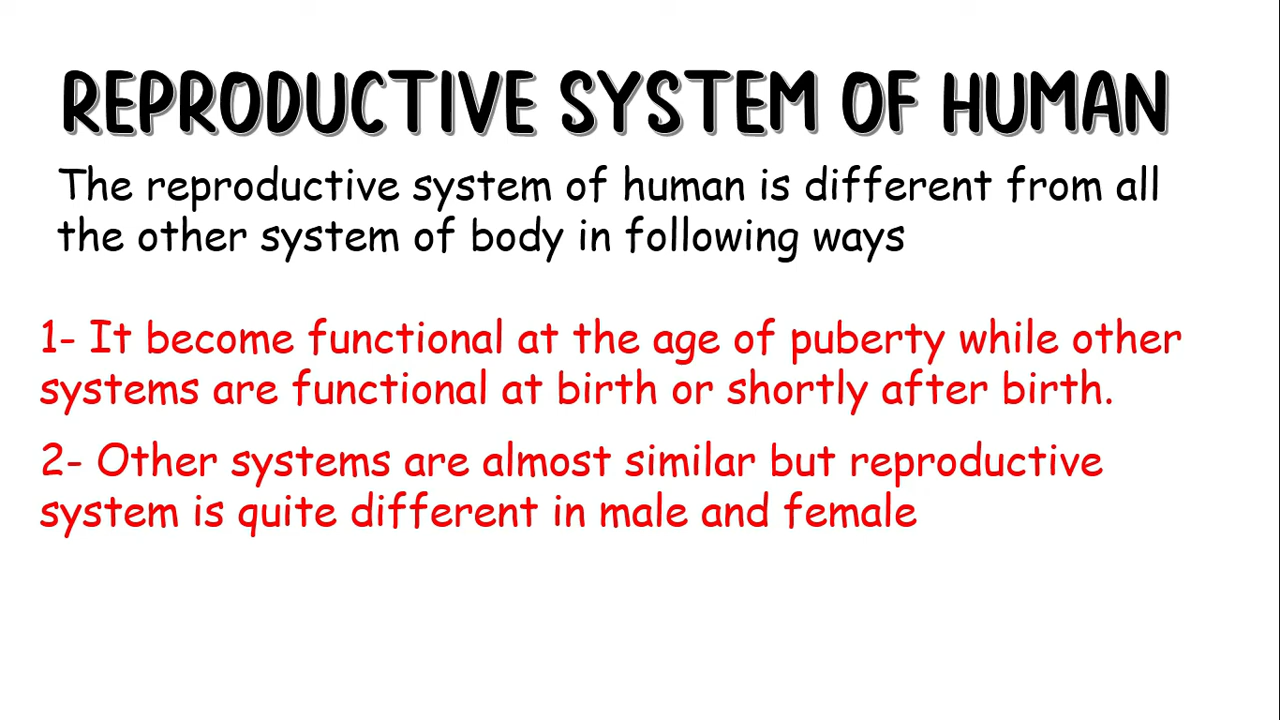 REPRODUCTIVE SYSTEM OF HUMAN
The reproductive system of human is different from all
the other system of body in following ways
1- It become functional at the age of puberty while other
systems are functional at birth or shortly after birth.
2- Other systems are almost similar but reproductive
system is quite different in male and female